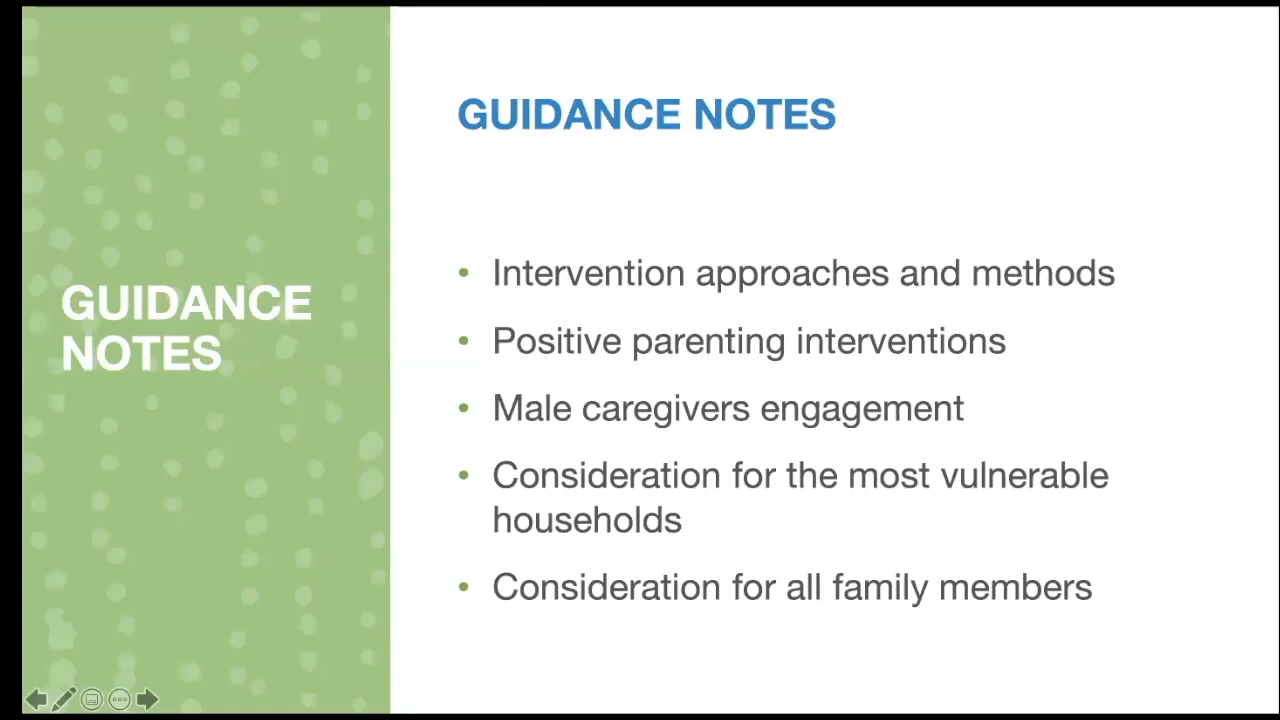 GUIDANCE
NOTES
GUIDANCE NOTES
• Intervention approaches and methods
• Positive parenting interventions
• Male caregivers engagement
• Consideration for the most vulnerable
households
• Consideration for all family members